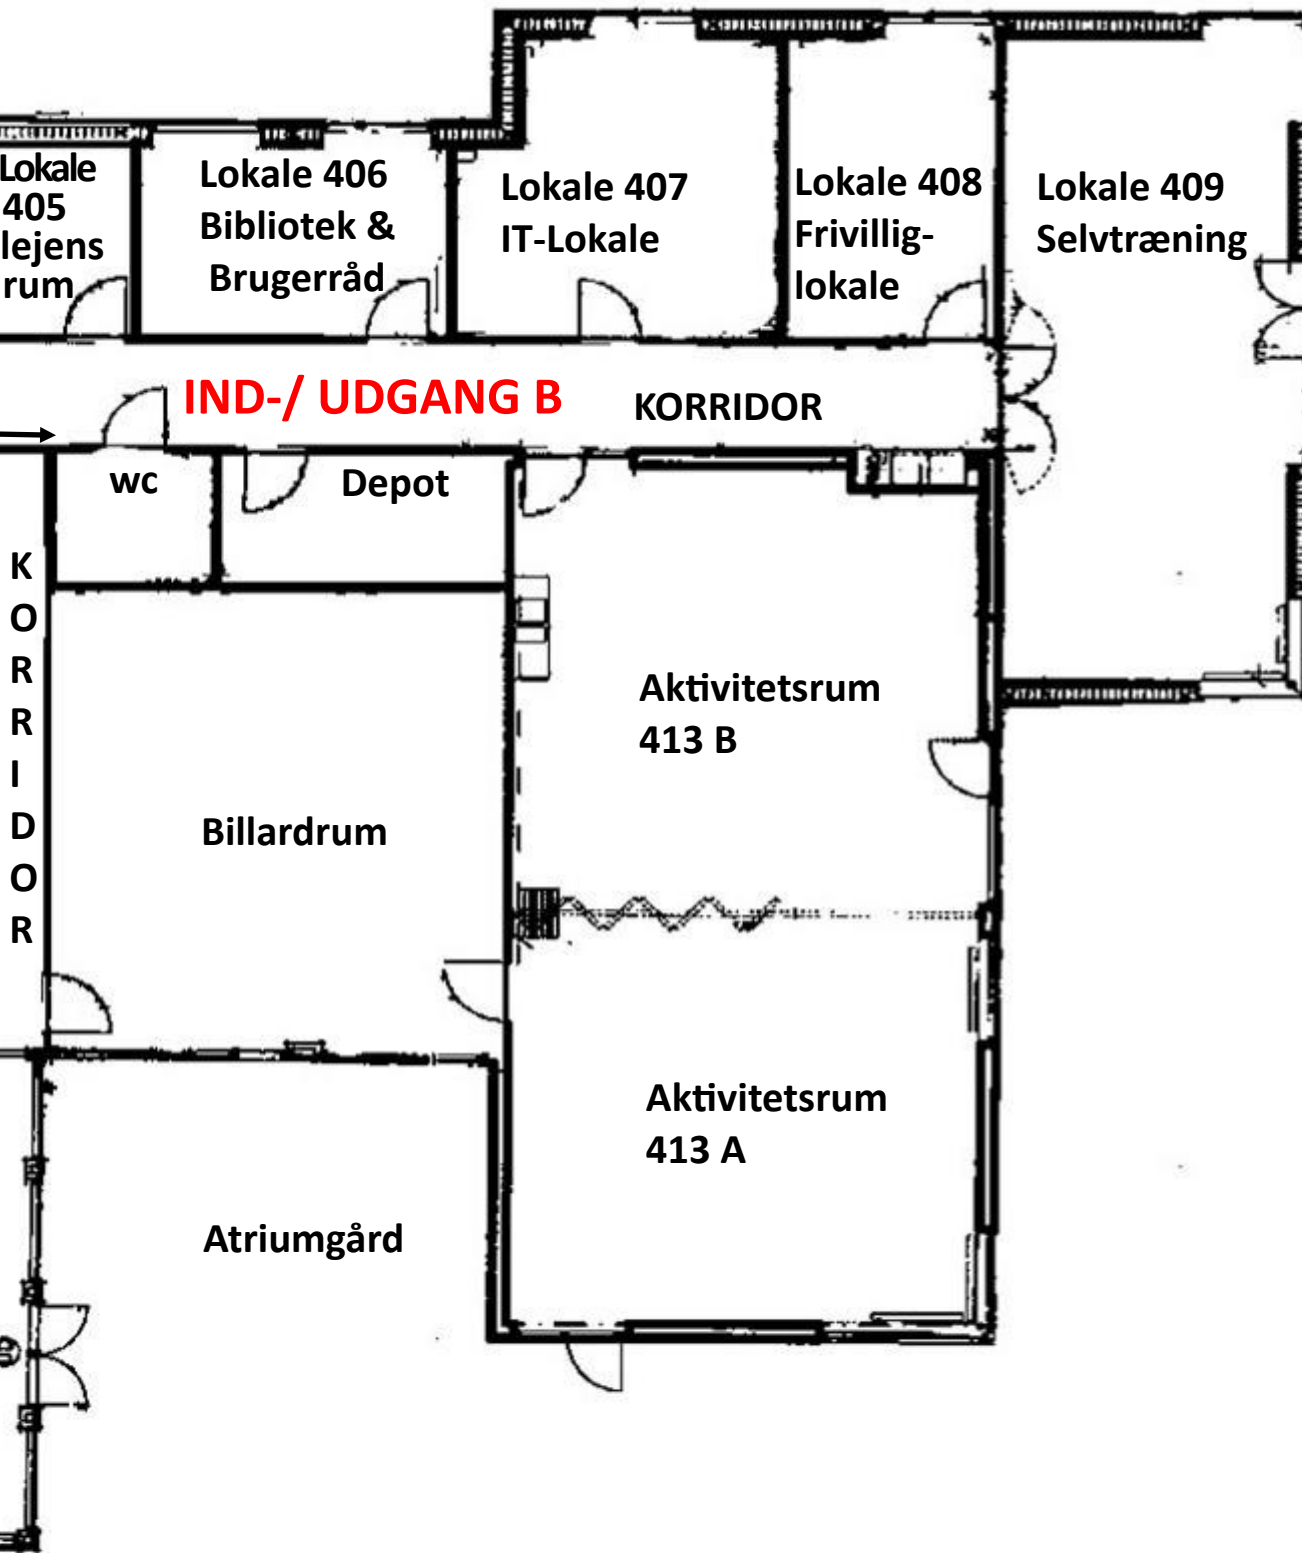 Lokale
405
lejens
rum
Lokale 406
Bibliotek &
Brugerråd
Lokale 407
IT-Lokale
Lokale 408
Frivillig-
lokale
Lokale 409
Selvtræning
IND-/ UDGANG B
KORRIDOR
wc
Depot
K
O
R
R
I
D
O
R
Aktivitetsrum
413 B
Billardrum
Aktivitetsrum
413 A
Atriumgård